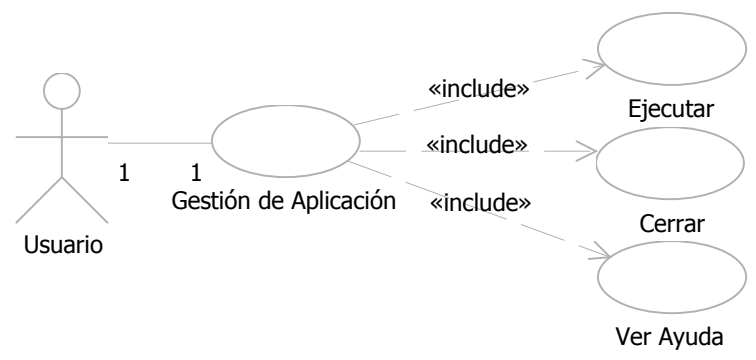 «include»
Ejecutar
«include»
1
1
Gestión de Aplicación
«include»
Cerrar
Usuario
Ver Ayuda